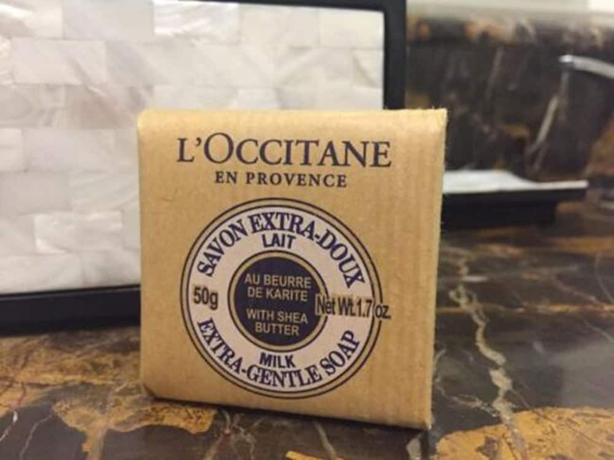 L'OCCITANE
EN PROVENCE
SAVON EXTRA-DOUX
LAIT
AU BEURRE
DE KARITE
50g
Net Wt.1.7 oz.
WITH SHEA
BUTTER
MILK
EXTRA-GENTLE SOAP